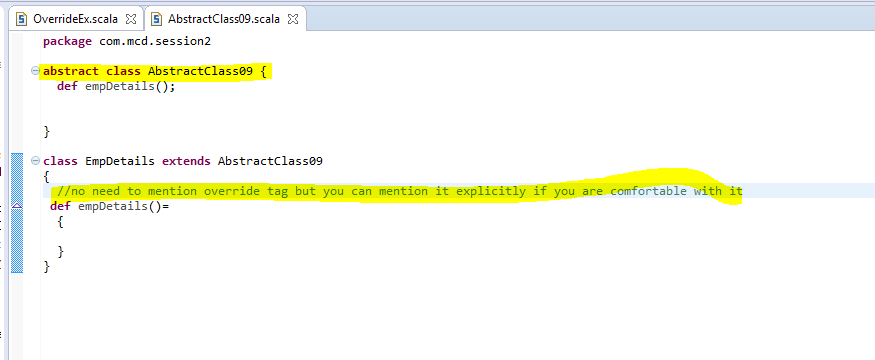 OverrideEx.scala AbstractClass09.scala
package com.mcd.session2
abstract class AbstractClass09 {
def empDetails();
}
class EmpDetails extends AbstractClass09
{
//no need to mention override tag but you can mention it explicitly if you are comfortable with it
def empDetails()=
{
}
}